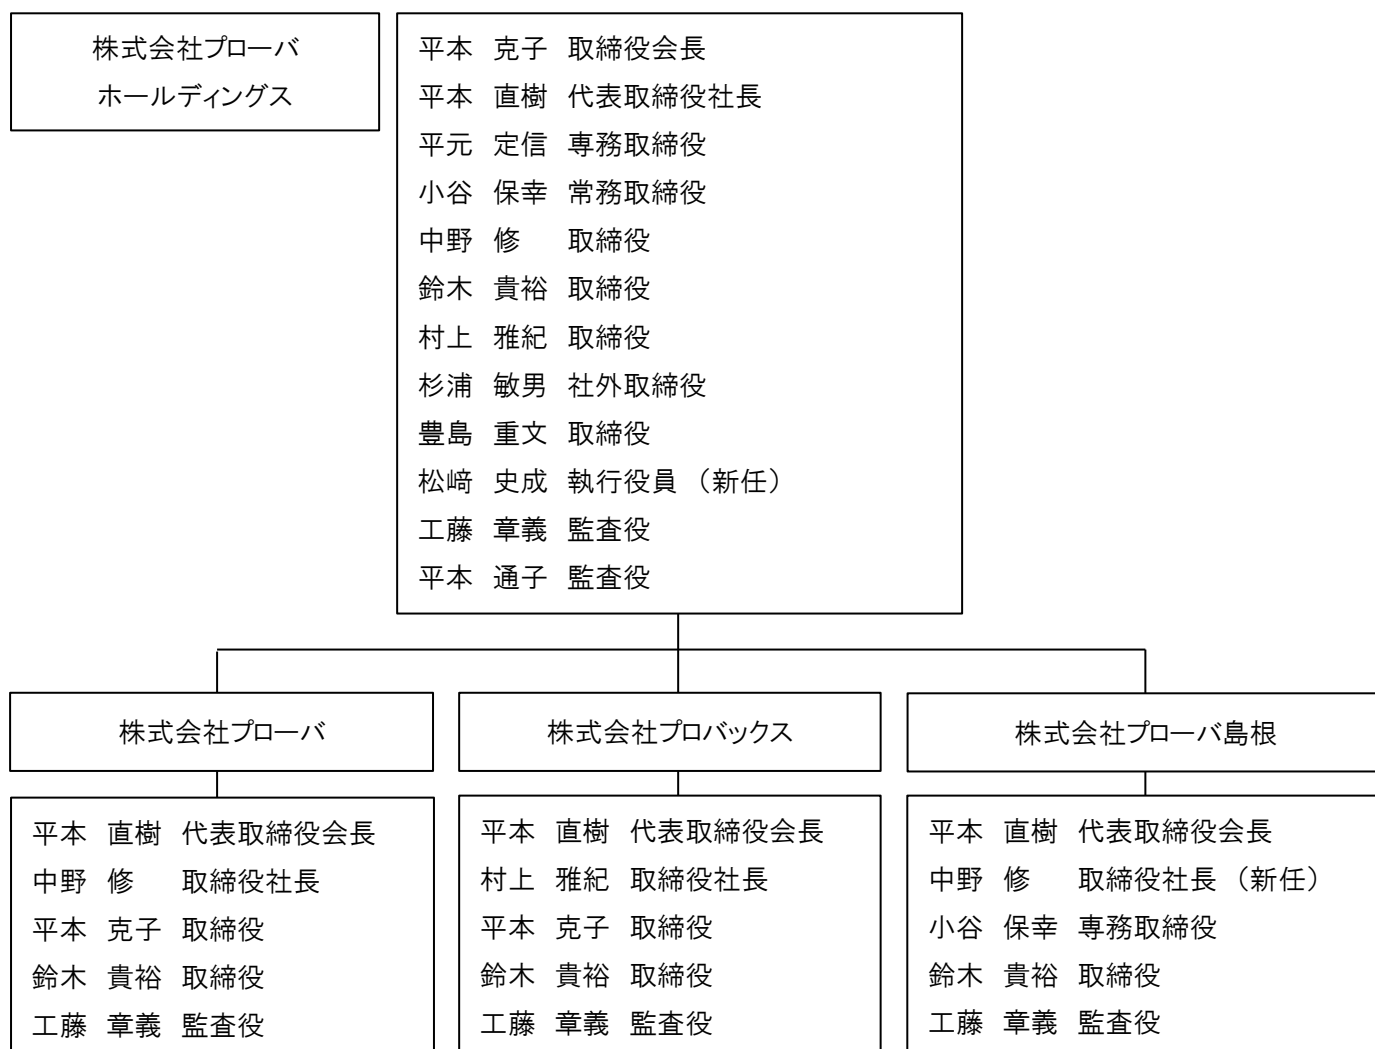 株式会社プローバ
ホールディングス
平本 克子 取締役会長
平本 直樹 代表取締役社長
平元 定信 専務取締役
小谷 保幸 常務取締役
中野 修 取締役
鈴木 貴裕 取締役
村上 雅紀 取締役
杉浦 敏男 社外取締役
豊島 重文 取締役
松﨑 史成 執行役員（新任）
工藤 章義 監査役
平本 通子 監査役
株式会社プローバ
平本 直樹 代表取締役会長
中野 修 取締役社長
平本 克子 取締役
鈴木 貴裕 取締役
工藤 章義 監査役
株式会社プロバックス
平本 直樹 代表取締役会長
村上 雅紀 取締役社長
平本 克子 取締役
鈴木 貴裕 取締役
工藤 章義 監査役
株式会社プローバ島根
平本 直樹 代表取締役会長
中野 修 取締役社長（新任）
小谷 保幸 専務取締役
鈴木 貴裕 取締役
工藤 章義 監査役